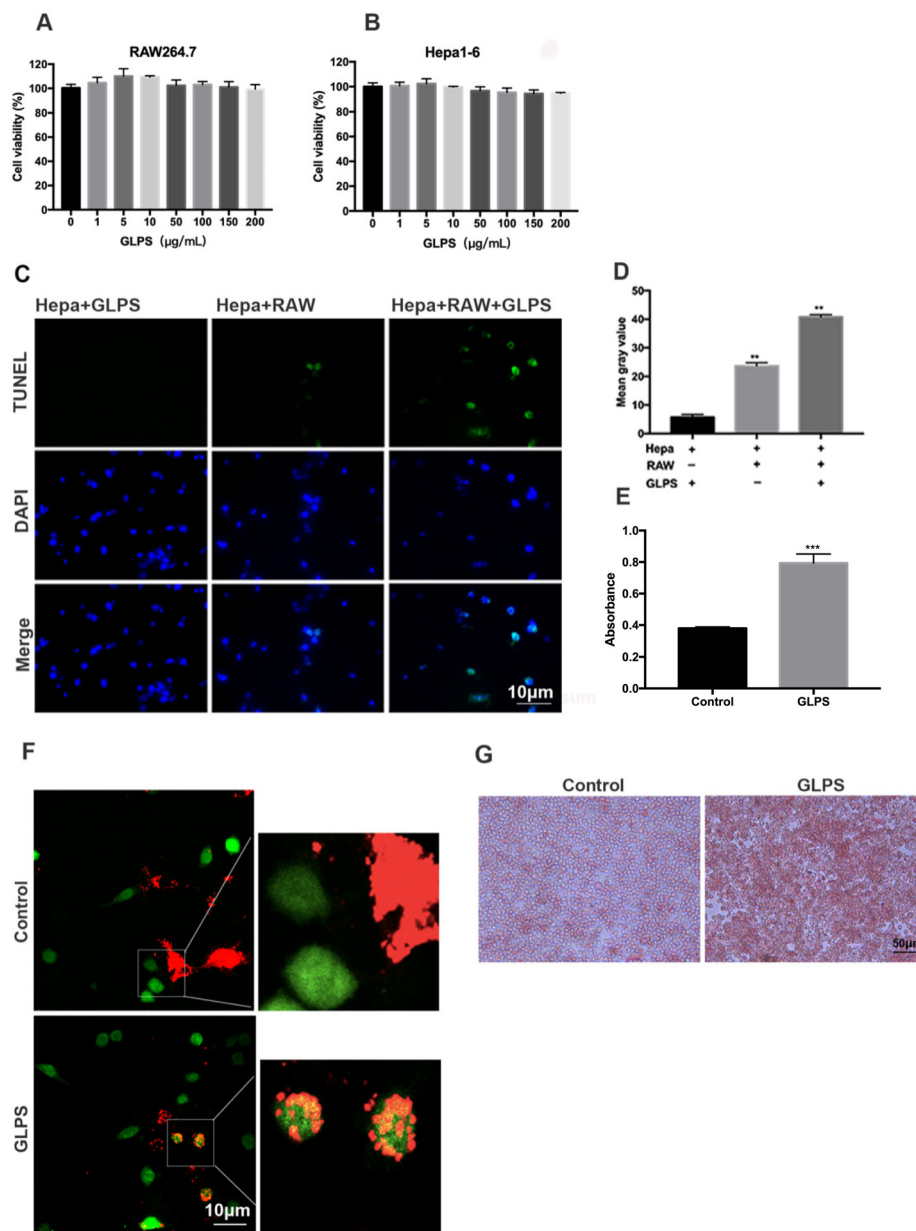 A
RAW264.7
Cell viability (%)
120
100
80
60
40
20
0
0 1 5 10 50 100 150 200
GLPS (μg/mL)
B
Hepa1-6
Cell viability (%)
120
100
80
60
40
20
0
0 1 5 10 50 100 150 200
GLPS (μg/mL)
C
Hepa+GLPS Hepa+RAW Hepa+RAW+GLPS
TUNEL
DAPI
Merge
10μm
sum
D
Mean gray value
50
40
30
20
10
0
**
**
Hepa + + +
RAW – + +
GLPS + – +
E
Absorbance
1.0
0.8
0.6
0.4
0.2
0.0
***
Control GLPS
F
Control
GLPS
10μm
G
Control GLPS
50μm